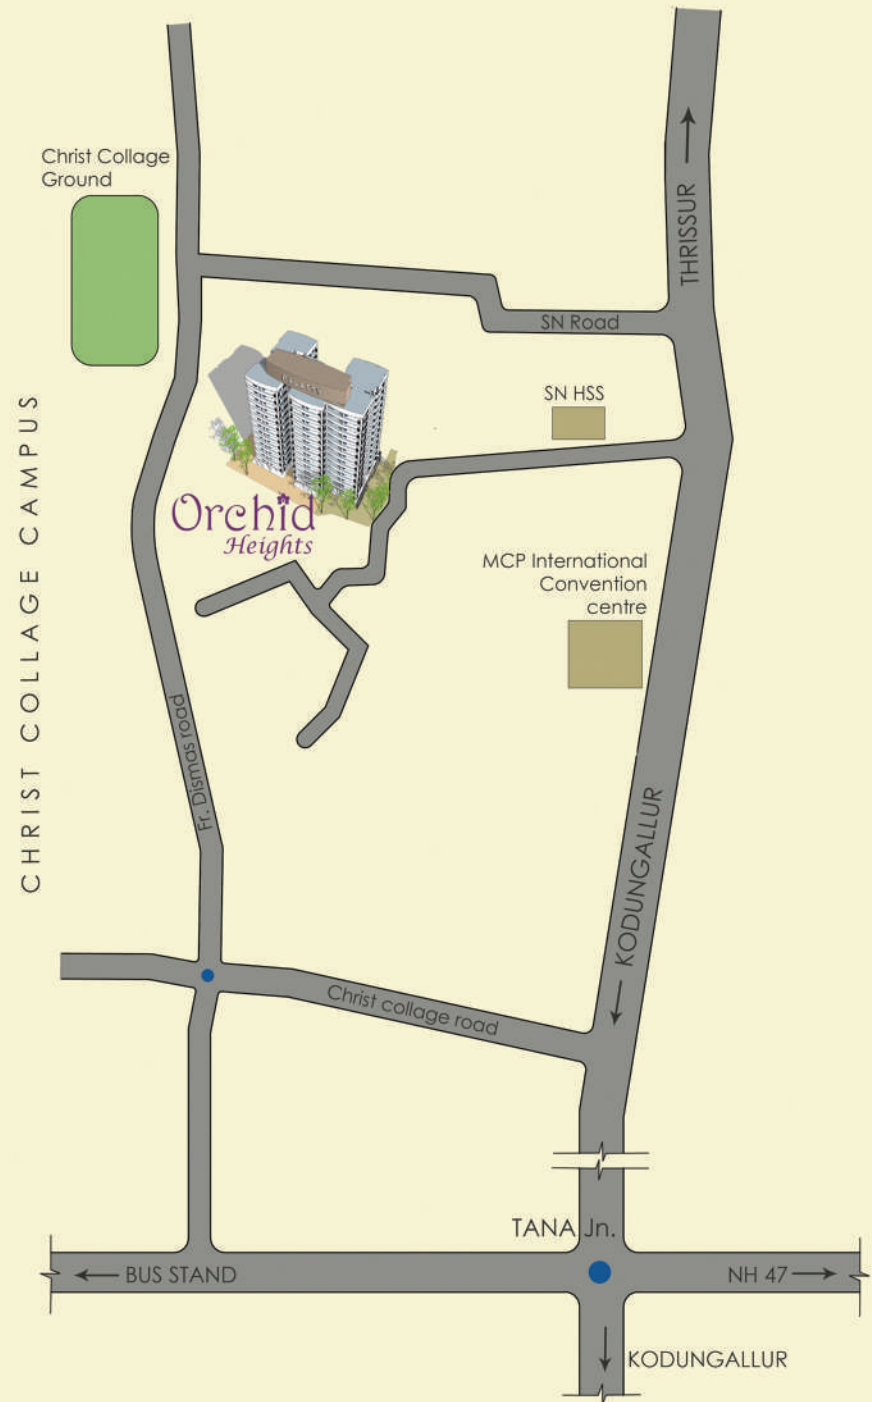 Christ Collage
Ground
THRISSUR
SN Road
SN HSS
CHRIST COLLAGE CAMPUS
Orchid
Heights
MCP International
Convention
centre
Fr. Dismas road
KODUNGALLUR
Christ collage road
TANA Jn.
BUS STAND
NH 47
KODUNGALLUR